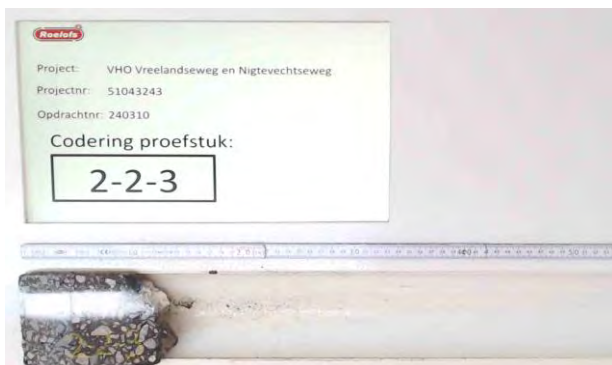 Roelofs
Project: VHO Vreelandseweg en Nigtevechtseweg
Projectnr: 51043243
Opdrachtnr: 240310
Codering proefstuk:
2-2-3